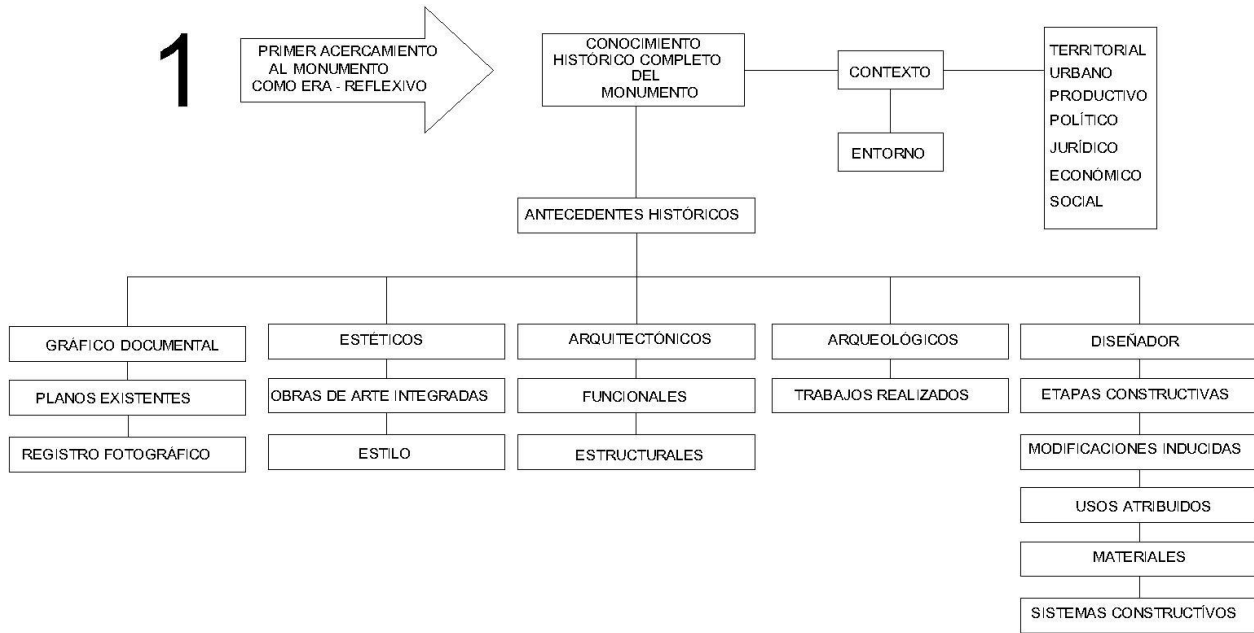 1
PRIMER ACERCAMIENTO
AL MONUMENTO
COMO ERA - REFLEXIVO
CONOCIMIENTO
HISTÓRICO COMPLETO
DEL
MONUMENTO
CONTEXTO
ENTORNO
TERRITORIAL
URBANO
PRODUCTIVO
POLÍTICO
JURÍDICO
ECONÓMICO
SOCIAL
ANTECEDENTES HISTÓRICOS
GRÁFICO DOCUMENTAL
PLANOS EXISTENTES
REGISTRO FOTOGRÁFICO
ESTÉTICOS
OBRAS DE ARTE INTEGRADAS
ESTILO
ARQUITECTÓNICOS
FUNCIONALES
ESTRUCTURALES
ARQUEOLÓGICOS
TRABAJOS REALIZADOS
DISEÑADOR
ETAPAS CONSTRUCTIVAS
MODIFICACIONES INDUCIDAS
USOS ATRIBUIDOS
MATERIALES
SISTEMAS CONSTRUCTÍVOS